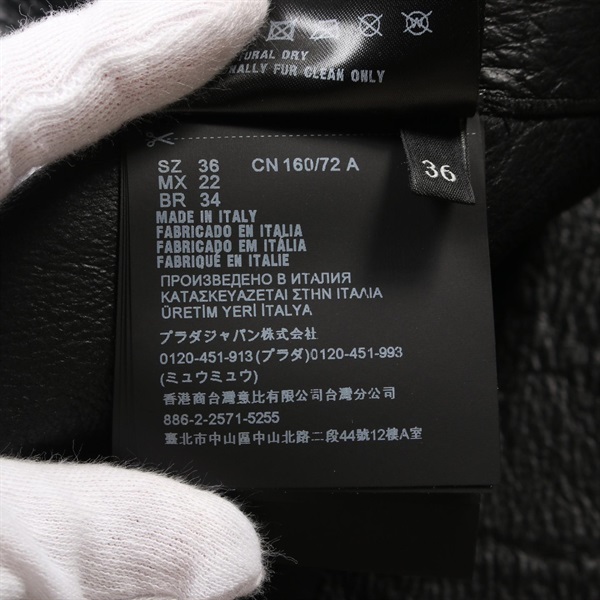 TURAL DRY
NALLY FUR CLEAN ONLY
SZ 36 CN 160/72 A
MX 22
BR 34
36
MADE IN ITALY
FABRICADO EN ITALIA
FABRICADO EM ITÁLIA
FABRIQUÉ EN ITALIE
ПРОИЗВЕДЕНО В ИТАЛИЯ
ΚΑΤΑΣΚΕΥΑΖΕΤΑΙ ΣΤΗΝ ΙΤΑΛΙΑ
ÜRETİM YERİ İTALYA
プラダジャパン株式会社
0120-451-913(プラダ)0120-451-993
(ミュウミュウ)
香港商台灣意比有限公司台灣分公司
886-2-2571-5255
臺北市中山區中山北路二段44號12樓A室